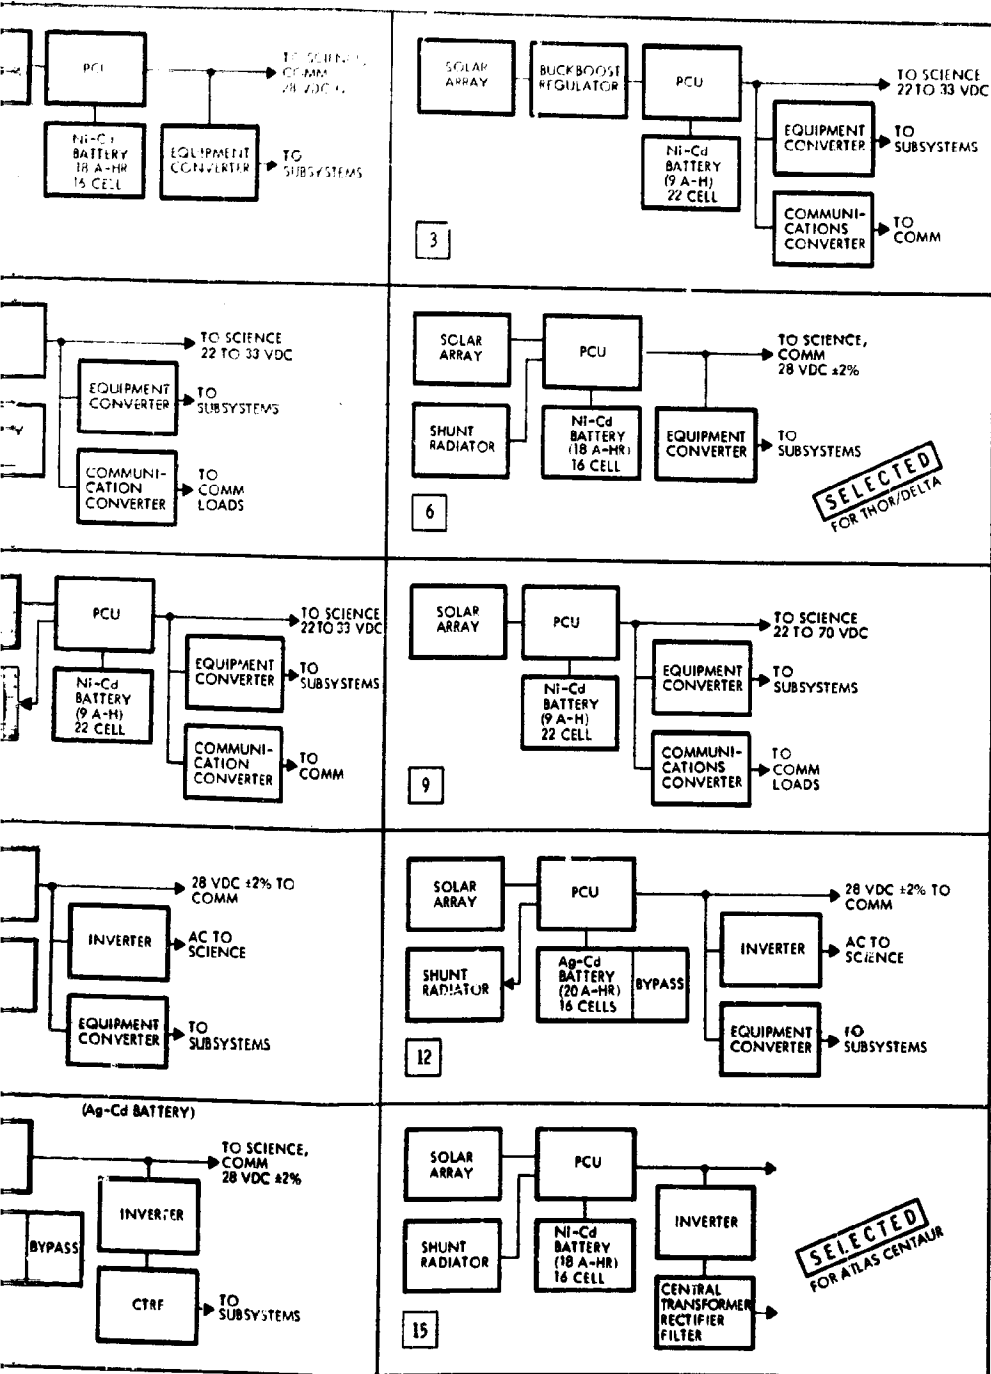 PCU
TO SCIENCE,
COMM
28 VDC
Ni-Cd
BATTERY
18 A-HR
16 CELL
EQUIPMENT
CONVERTER
TO
SUBSYSTEMS
SOLAR
ARRAY
BUCKBOOST
REGULATOR
PCU
TO SCIENCE
22 TO 33 VDC
Ni-Cd
BATTERY
(9 A-H)
22 CELL
EQUIPMENT
CONVERTER
TO
SUBSYSTEMS
COMMUNI-
CATIONS
CONVERTER
TO
COMM
3
TO SCIENCE
22 TO 33 VDC
EQUIPMENT
CONVERTER
TO
SUBSYSTEMS
COMMUNI-
CATION
CONVERTER
TO
COMM
LOADS
SOLAR
ARRAY
PCU
TO SCIENCE,
COMM
28 VDC ±2%
SHUNT
RADIATOR
Ni-Cd
BATTERY
(18 A-HR)
16 CELL
EQUIPMENT
CONVERTER
TO
SUBSYSTEMS
SELECTED
FOR THOR/DELTA
6
PCU
TO SCIENCE
22 TO 33 VDC
Ni-Cd
BATTERY
(9 A-H)
22 CELL
EQUIPMENT
CONVERTER
TO
SUBSYSTEMS
COMMUNI-
CATION
CONVERTER
TO
COMM
SOLAR
ARRAY
PCU
TO SCIENCE
22 TO 70 VDC
Ni-Cd
BATTERY
(9 A-H)
22 CELL
EQUIPMENT
CONVERTER
TO
SUBSYSTEMS
COMMUNI-
CATIONS
CONVERTER
TO
COMM
LOADS
9
28 VDC ±2% TO
COMM
INVERTER
AC TO
SCIENCE
EQUIPMENT
CONVERTER
TO
SUBSYSTEMS
SOLAR
ARRAY
PCU
28 VDC ±2% TO
COMM
SHUNT
RADIATOR
Ag-Cd
BATTERY
(20 A-HR)
16 CELLS
BYPASS
INVERTER
AC TO
SCIENCE
EQUIPMENT
CONVERTER
TO
SUBSYSTEMS
12
(Ag-Cd BATTERY)
TO SCIENCE,
COMM
28 VDC ±2%
INVERTER
BYPASS
CTRF
TO
SUBSYSTEMS
SOLAR
ARRAY
PCU
SHUNT
RADIATOR
Ni-Cd
BATTERY
(18 A-HR)
16 CELL
INVERTER
CENTRAL
TRANSFORMER
RECTIFIER
FILTER
SELECTED
FOR ATLAS CENTAUR
15